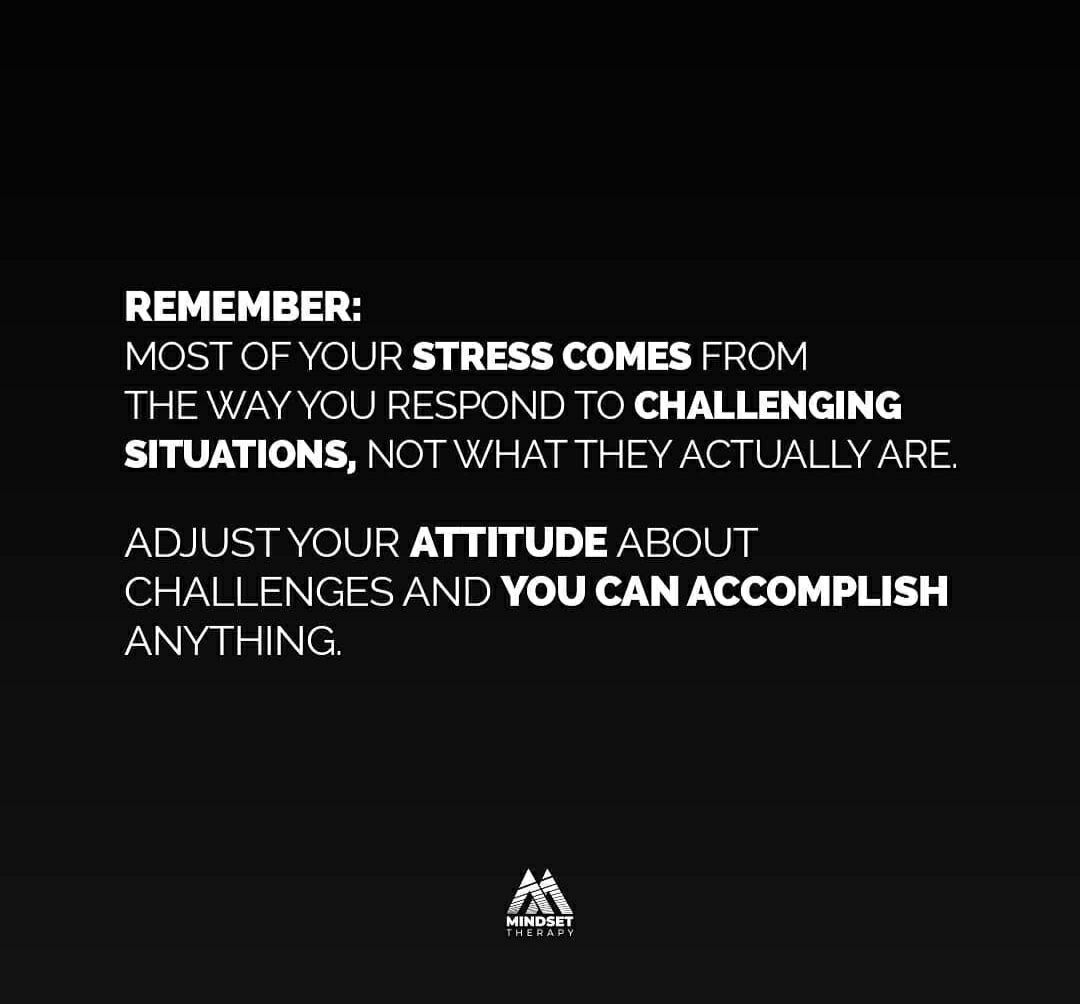 REMEMBER:
MOST OF YOUR STRESS COMES FROM
THE WAY YOU RESPOND TO CHALLENGING
SITUATIONS, NOT WHAT THEY ACTUALLY ARE.
ADJUST YOUR ATTITUDE ABOUT
CHALLENGES AND YOU CAN ACCOMPLISH
ANYTHING.
MINDSET
THERAPY